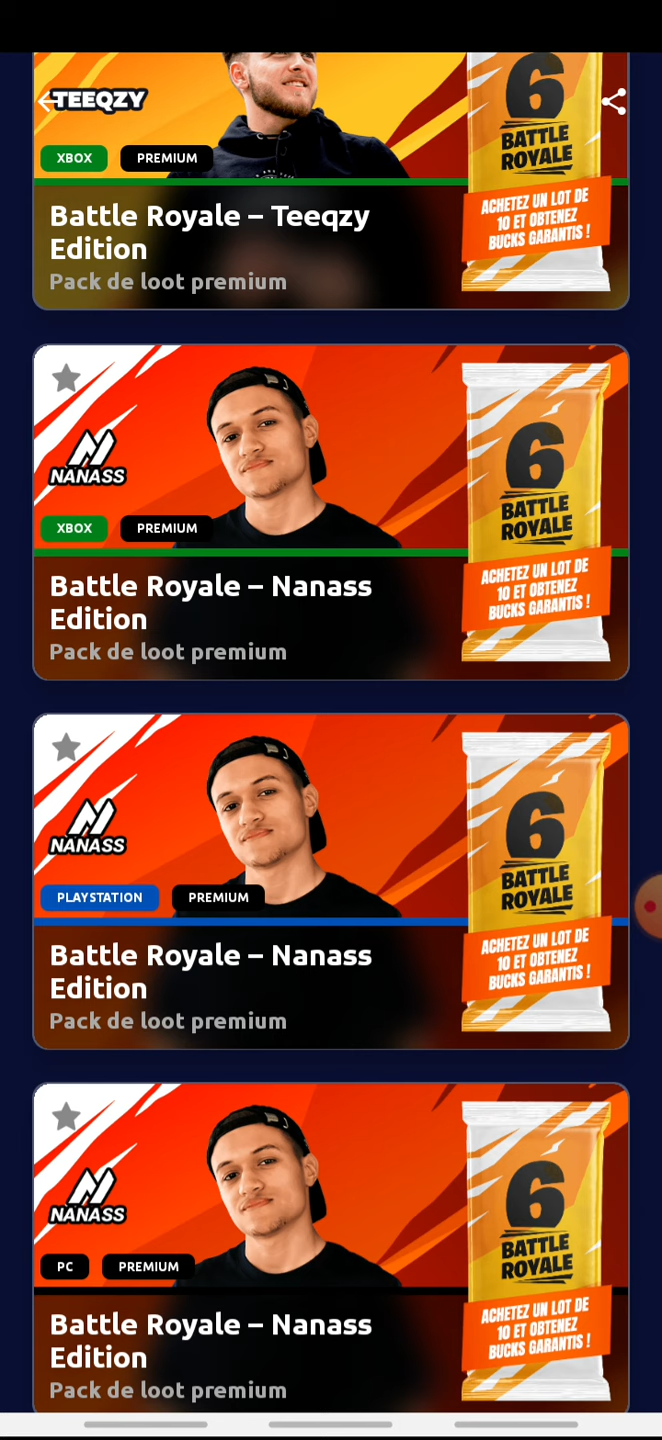 TEEQZY
6
BATTLE
ROYALE
XBOX
PREMIUM
ACHETEZ UN LOT DE
10 ET OBTENEZ
BUCKS GARANTIS !
Battle Royale – Teeqzy
Edition
Pack de loot premium
NANASS
6
BATTLE
ROYALE
XBOX
PREMIUM
ACHETEZ UN LOT DE
10 ET OBTENEZ
BUCKS GARANTIS !
Battle Royale – Nanass
Edition
Pack de loot premium
NANASS
6
BATTLE
ROYALE
PLAYSTATION
PREMIUM
ACHETEZ UN LOT DE
10 ET OBTENEZ
BUCKS GARANTIS !
Battle Royale – Nanass
Edition
Pack de loot premium
NANASS
6
BATTLE
ROYALE
PC
PREMIUM
ACHETEZ UN LOT DE
10 ET OBTENEZ
BUCKS GARANTIS !
Battle Royale – Nanass
Edition
Pack de loot premium